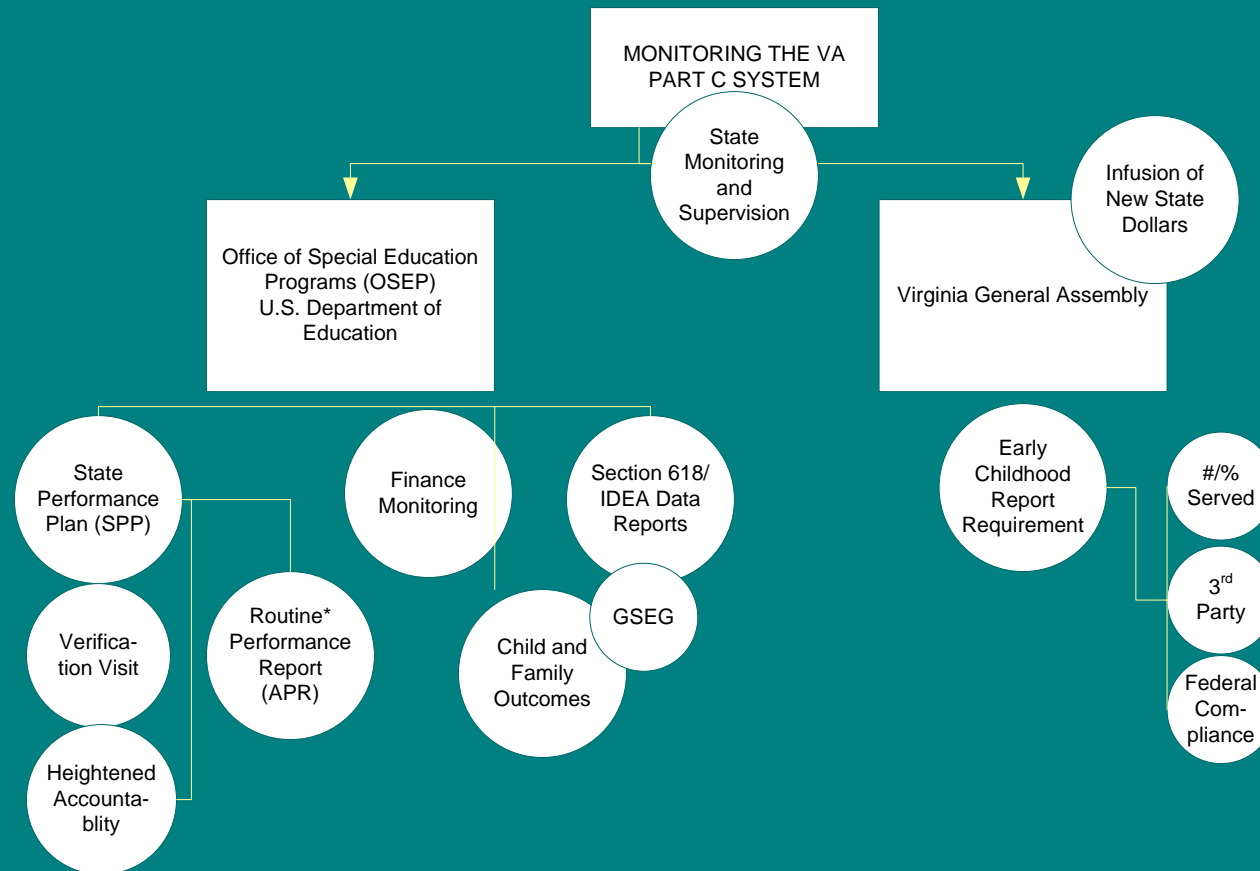 MONITORING THE VA
PART C SYSTEM
State
Monitoring
and
Supervision
Infusion of
New State
Dollars
Office of Special Education
Programs (OSEP)
U.S. Department of
Education
Virginia General Assembly
State
Performance
Plan (SPP)
Finance
Monitoring
Section 618/
IDEA Data
Reports
Early
Childhood
Report
Requirement
#/%
Served
3rd
Party
Federal
Com-
pliance
Verifica-
tion Visit
Routine*
Performance
Report
(APR)
Child and
Family
Outcomes
GSEG
Heightened
Accounta-
blity